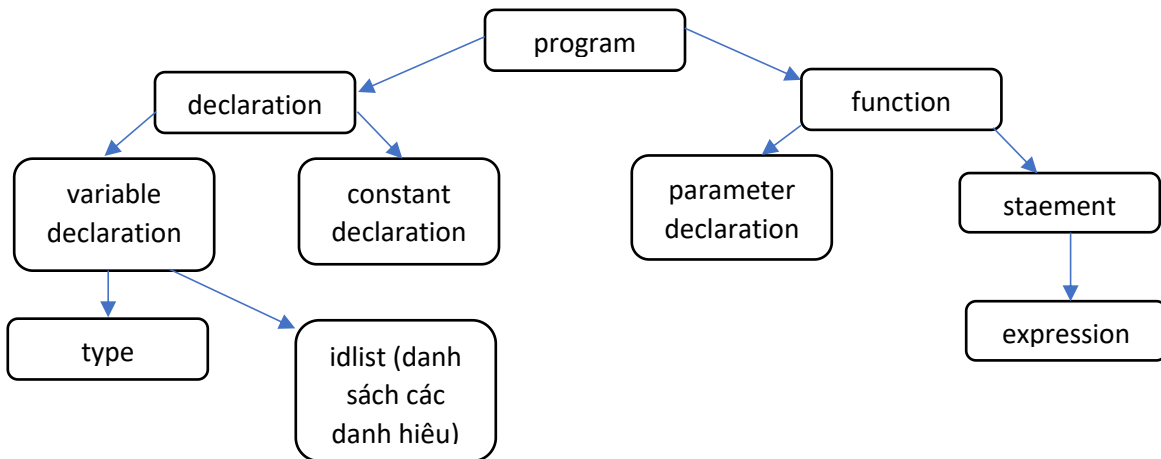 program
declaration
function
variable
declaration
constant
declaration
parameter
declaration
staement
type
idlist (danh
sách các
danh hiêu)
expression